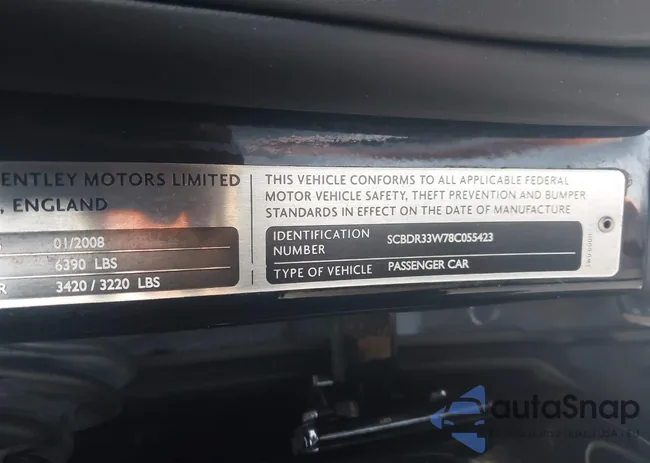 ENTLEY MOTORS LIMITED
, ENGLAND
01/2008
6390 LBS
R 3420 / 3220 LBS
THIS VEHICLE CONFORMS TO ALL APPLICABLE FEDERAL
MOTOR VEHICLE SAFETY, THEFT PREVENTION AND BUMPER
STANDARDS IN EFFECT ON THE DATE OF MANUFACTURE
IDENTIFICATION
NUMBER SCBDR33W78C055423
TYPE OF VEHICLE PASSENGER CAR
autoSnap